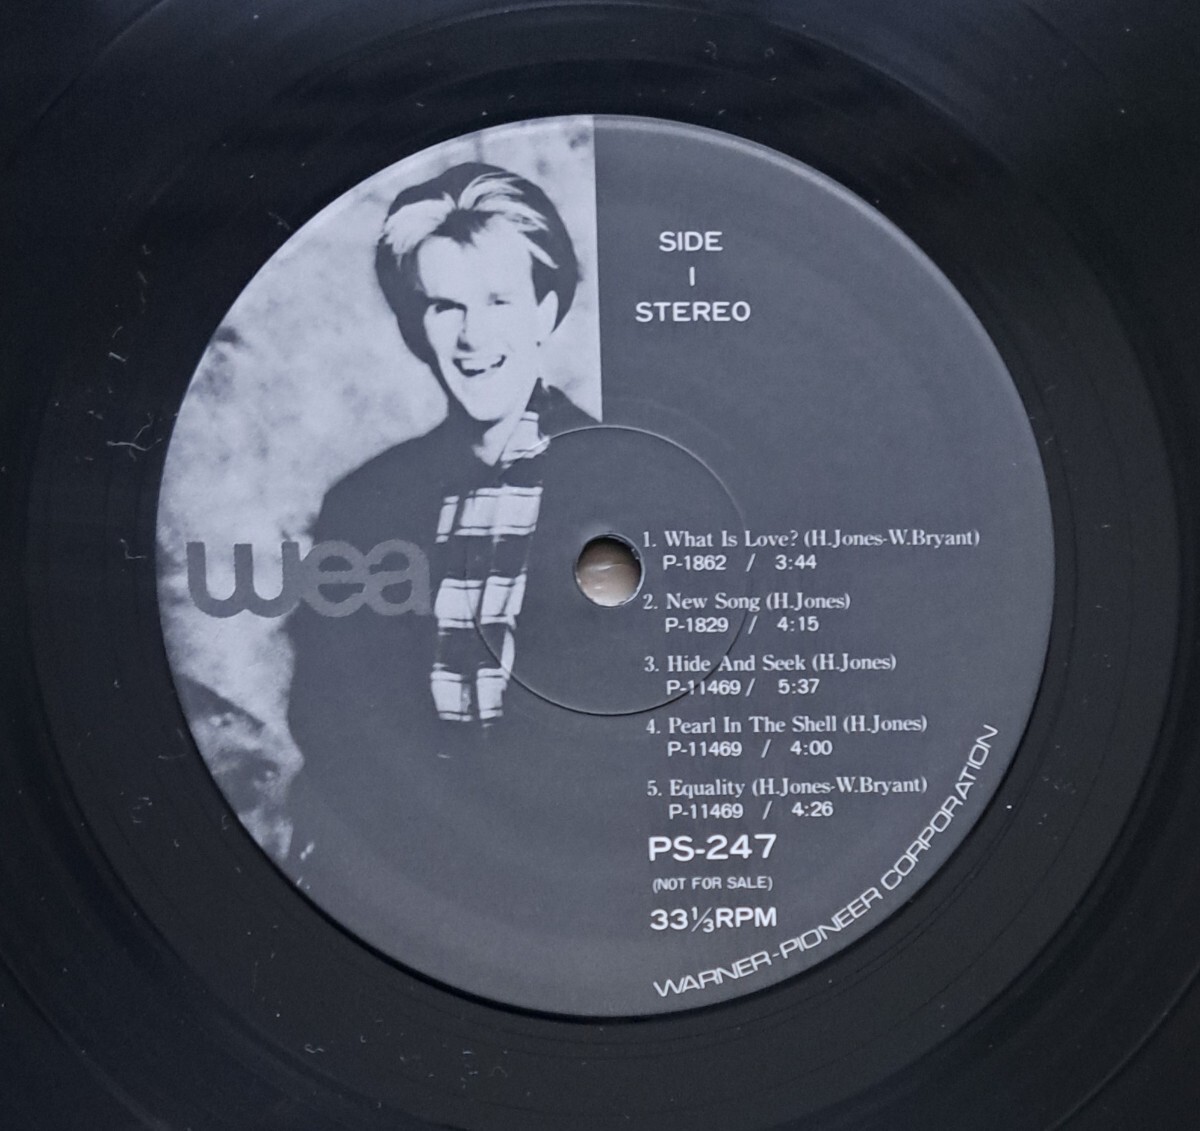 SIDE
I
STEREO
wea
1. What Is Love? (H.Jones-W.Bryant)
P-1862 / 3:44
2. New Song (H.Jones)
P-1829 / 4:15
3. Hide And Seek (H.Jones)
P-11469 / 5:37
4. Pearl In The Shell (H.Jones)
P-11469 / 4:00
5. Equality (H.Jones-W.Bryant)
P-11469 / 4:26
PS-247
(NOT FOR SALE)
33⅓RPM
WARNER-PIONEER CORPORATION